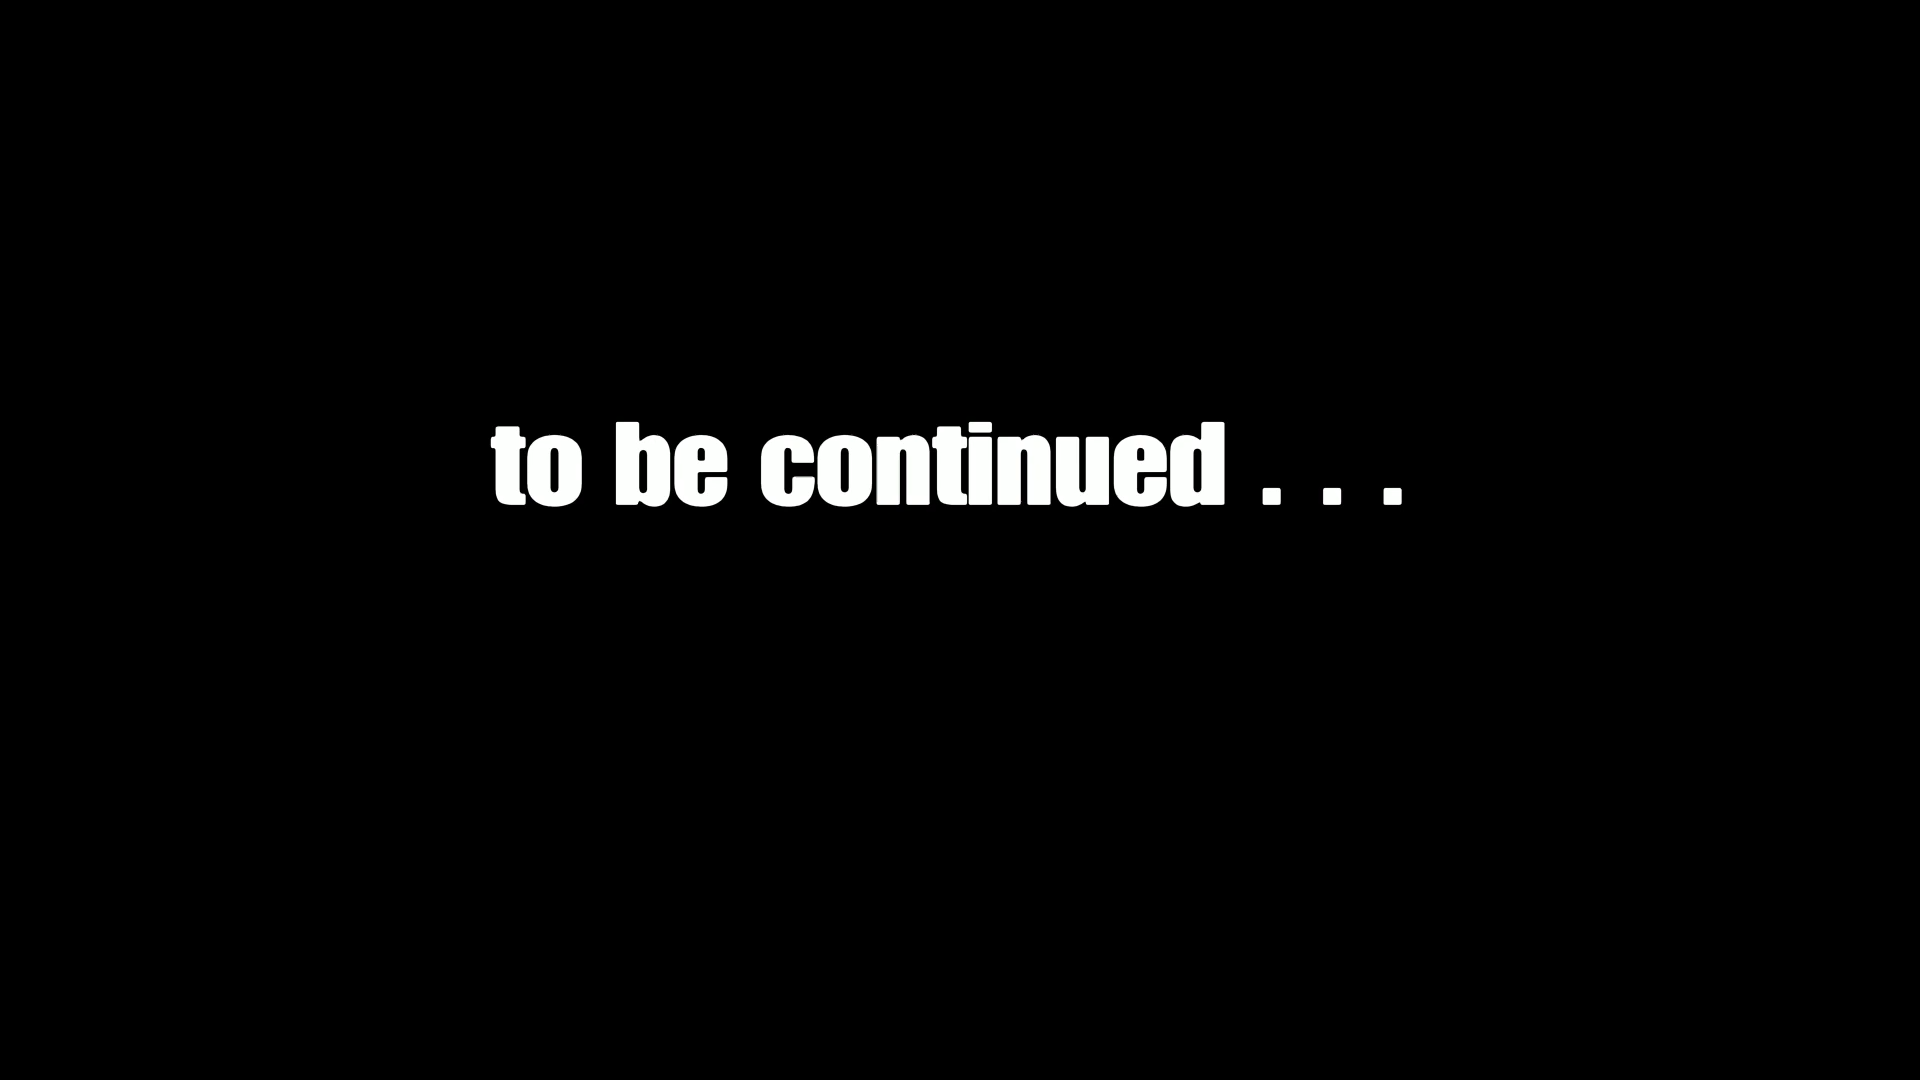 to be continued . . .